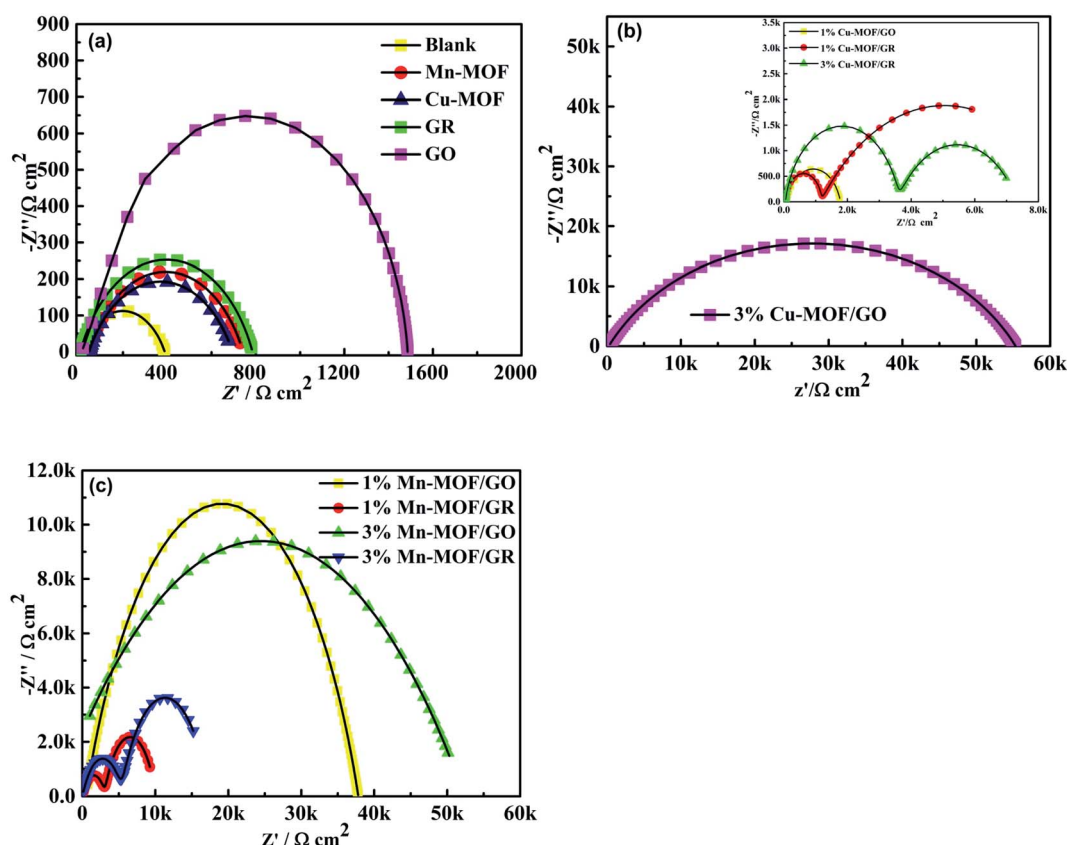 (a)
900
800
700
600
500
400
300
200
100
0
-Z''/Ω cm2
Blank
Mn-MOF
Cu-MOF
GR
GO
0 400 800 1200 1600 2000
Z' / Ω cm2
(b)
50k
40k
30k
20k
10k
0
-Z''/Ω cm2
3.5k
3.0k
2.5k
2.0k
1.5k
1.0k
500.0
0.0
-Z''/Ω cm2
1% Cu-MOF/GO
1% Cu-MOF/GR
3% Cu-MOF/GR
2.0k 4.0k 6.0k 8.0k
Z'/Ω cm2
3% Cu-MOF/GO
0 10k 20k 30k 40k 50k 60k
z'/Ω cm2
(c)
12.0k
10.0k
8.0k
6.0k
4.0k
2.0k
0.0
-Z'' / Ω cm2
1% Mn-MOF/GO
1% Mn-MOF/GR
3% Mn-MOF/GO
3% Mn-MOF/GR
0 10k 20k 30k 40k 50k 60k
Z' / Ω cm2